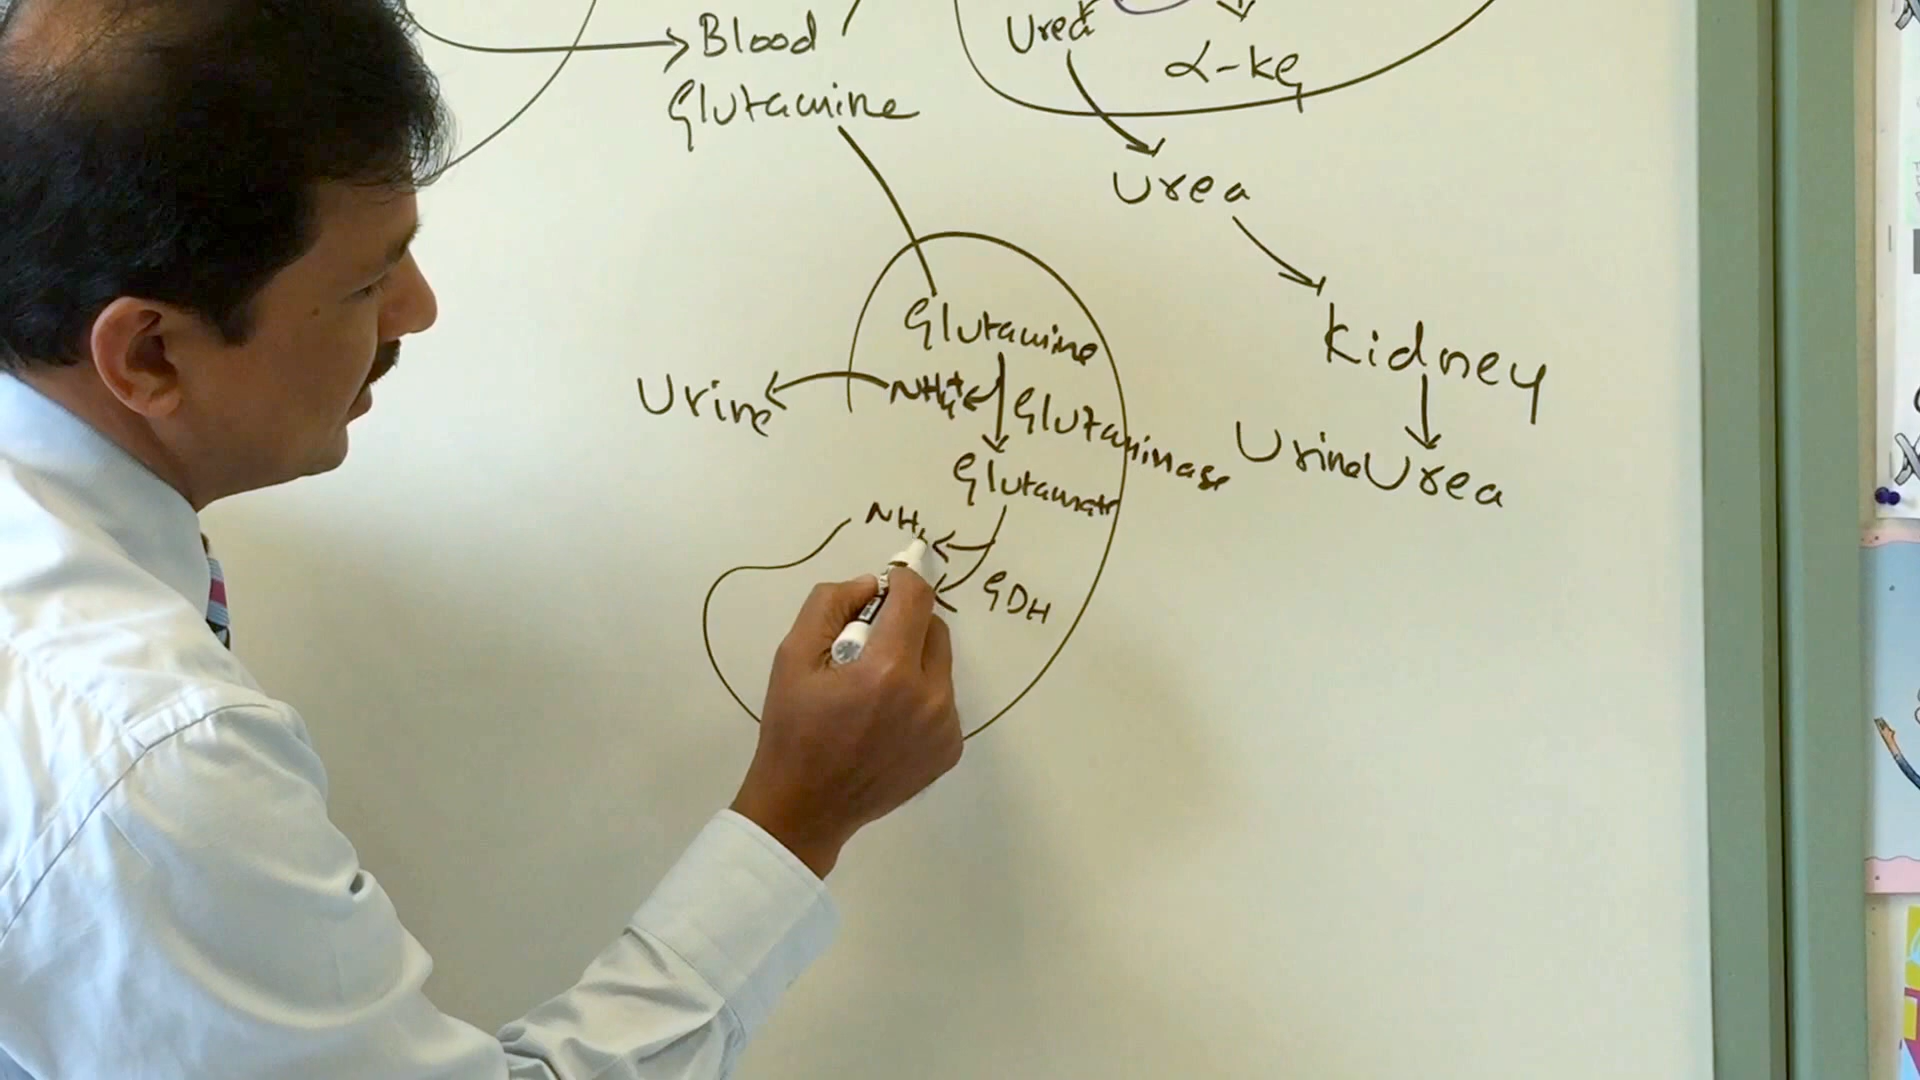 Blood
Glutamine
Urea
α-kg
Urea
Kidney
Urine Urea
Glutamine
Urine
NH4+
Glutaminase
Glutamate
NH4
GDH